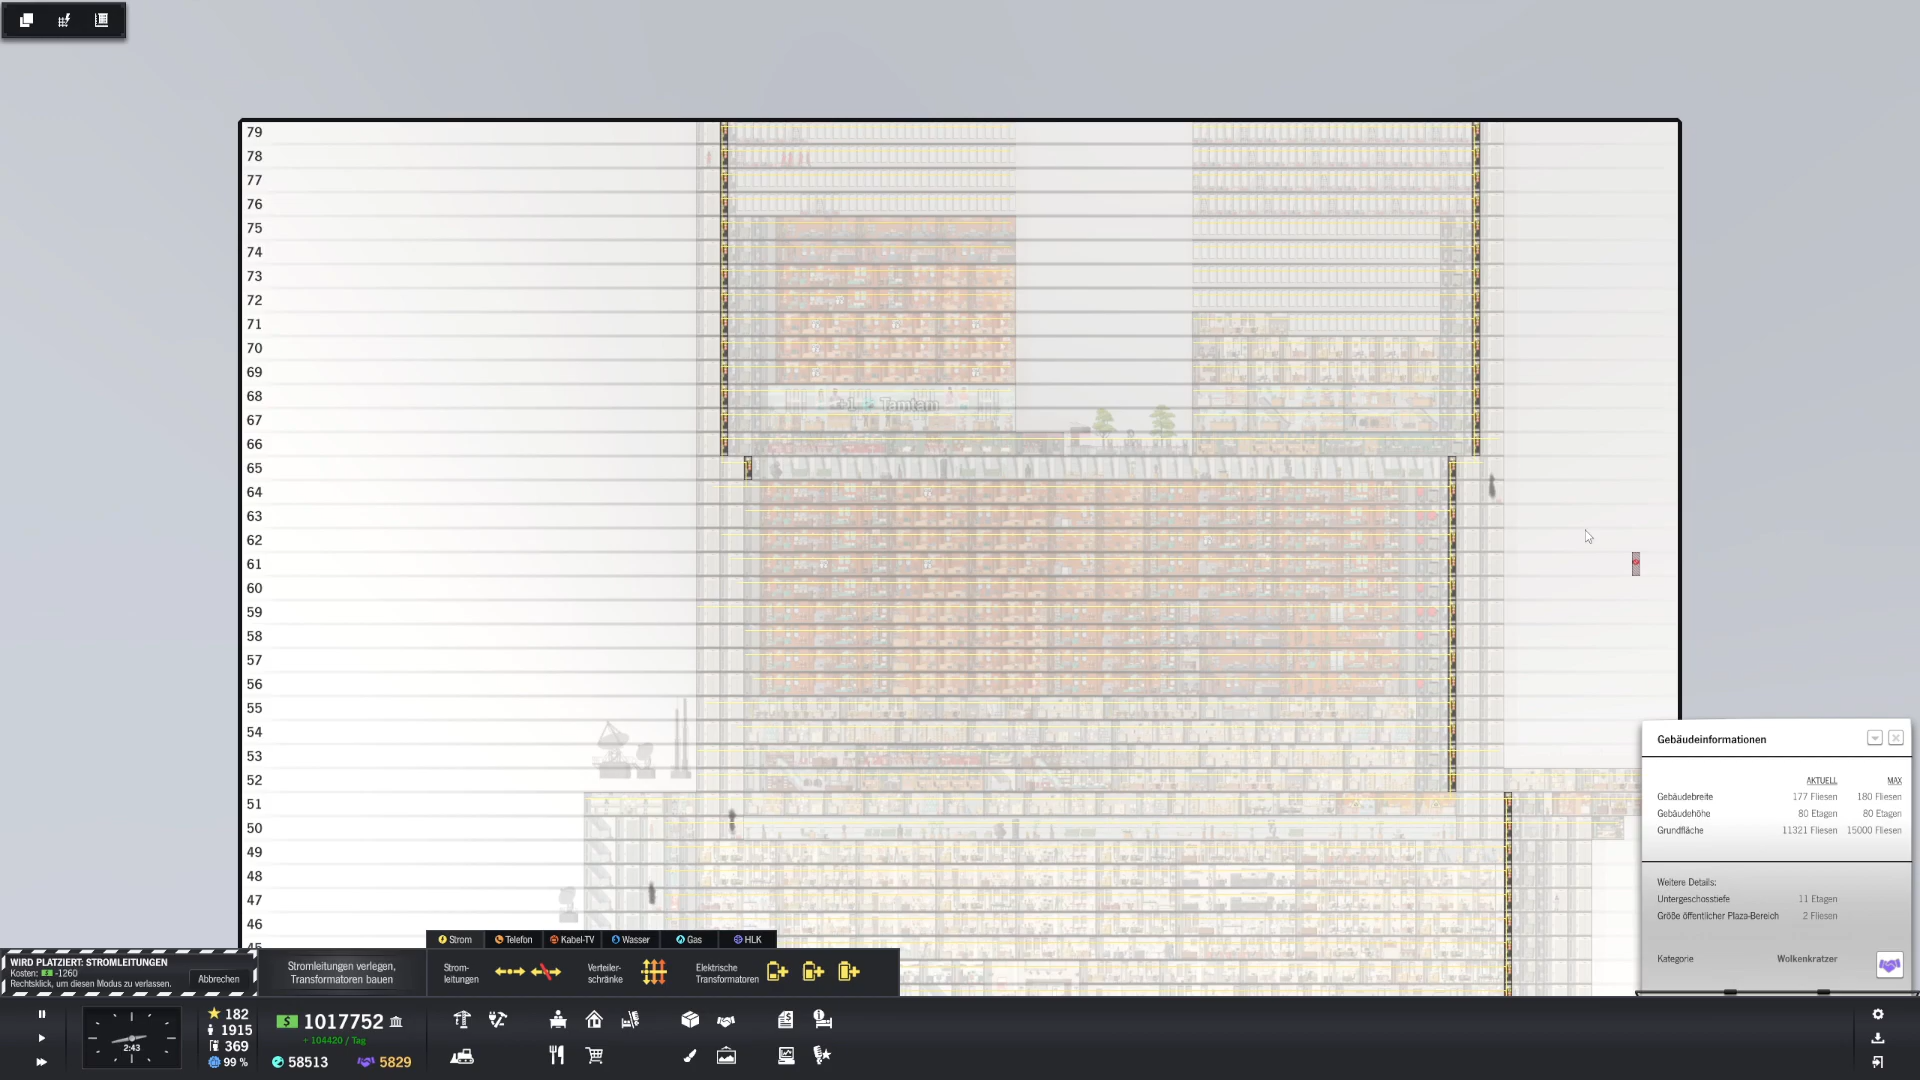 79
78
77
76
75
74
73
72
71
70
69
68
67
66
65
64
63
62
61
60
59
58
57
56
55
54
53
52
51
50
49
48
47
46
45
+1 Tamtam
Gebäudeinformationen
AKTUELL MAX
Gebäudebreite 177 Fliesen 180 Fliesen
Gebäudehöhe 80 Etagen 80 Etagen
Grundfläche 11321 Fliesen 15000 Fliesen
Weitere Details:
Untergeschosstiefe 11 Etagen
Größe öffentlicher Plaza-Bereich 2 Fliesen
Kategorie Wolkenkratzer
Strom Telefon Kabel-TV Wasser Gas HLK
WIRD PLATZIERT: STROMLEITUNGEN
Kosten: $ -1260
Rechtsklick, um diesen Modus zu verlassen.
Abbrechen
Stromleitungen verlegen,
Transformatoren bauen
Strom-
leitungen
Verteiler-
schränke
Elektrische
Transformatoren
2:43
182
1915
369
99 %
$ 1017752
+ 104420 / Tag
58513
5829